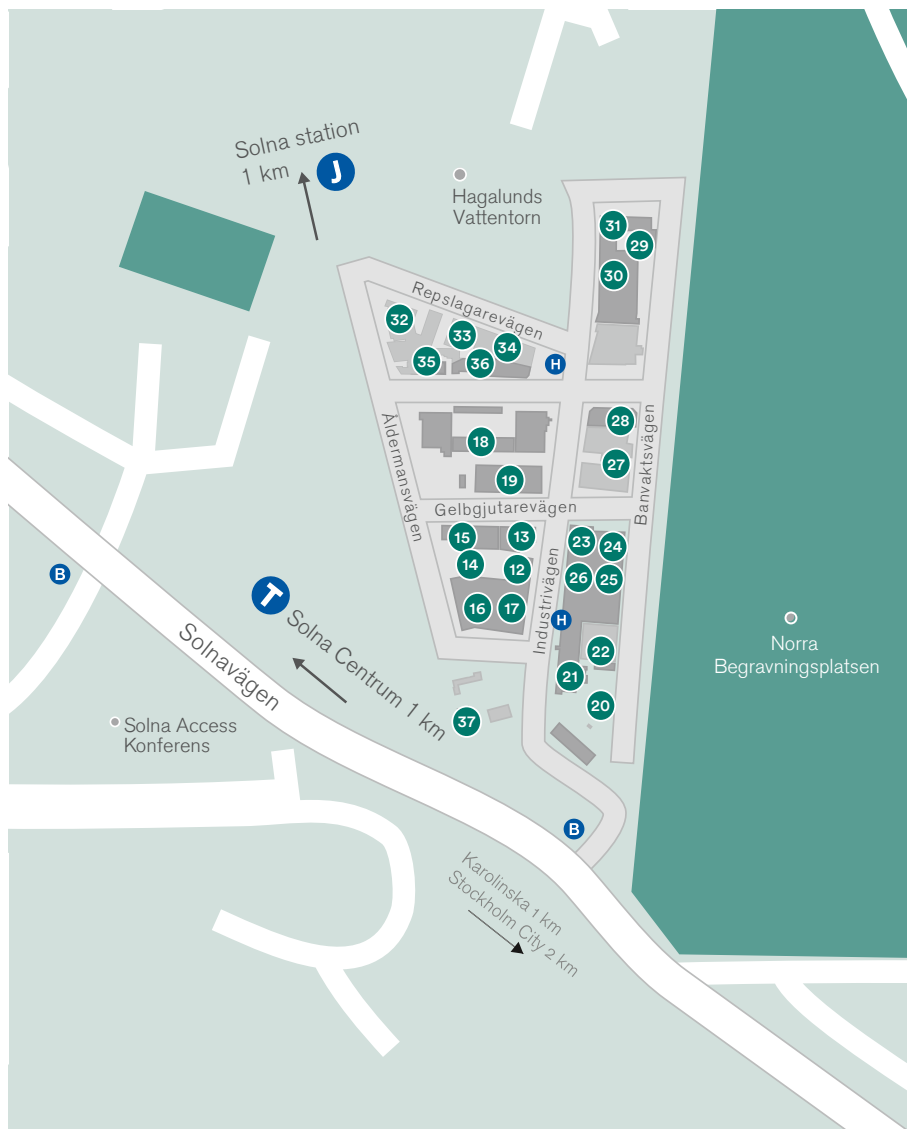 Solna station
1 km
J
Hagalunds
Vattentorn
31
29
30
Repslagarevägen
32
33
34
35
36
H
Åldermansvägen
18
19
28
27
Banvaktsvägen
Gelbgjutarevägen
15
13
14
12
16
17
Industrivägen
23
24
26
25
H
22
21
20
B
T
Solna Centrum 1 km
Solnavägen
37
Solna Access
Konferens
Norra
Begravningsplatsen
B
Karolinska 1 km
Stockholm City 2 km